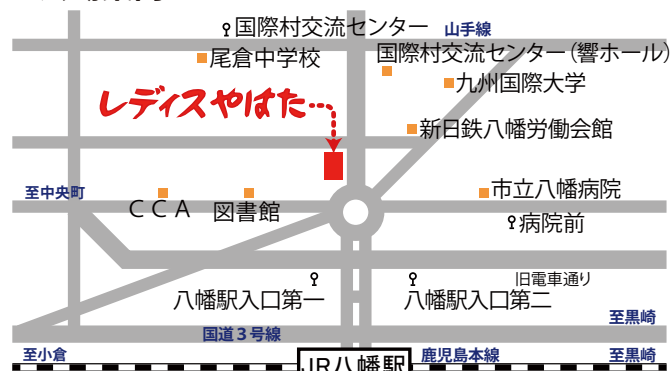 国際村交流センター
山手線
尾倉中学校
国際村交流センター（響ホール）
九州国際大学
レディスやはた
新日鉄八幡労働会館
至中央町
市立八幡病院
CCA
図書館
病院前
旧電車通り
八幡駅入口第一
八幡駅入口第二
至黒崎
国道3号線
至小倉
JR八幡駅
鹿児島本線
至黒崎